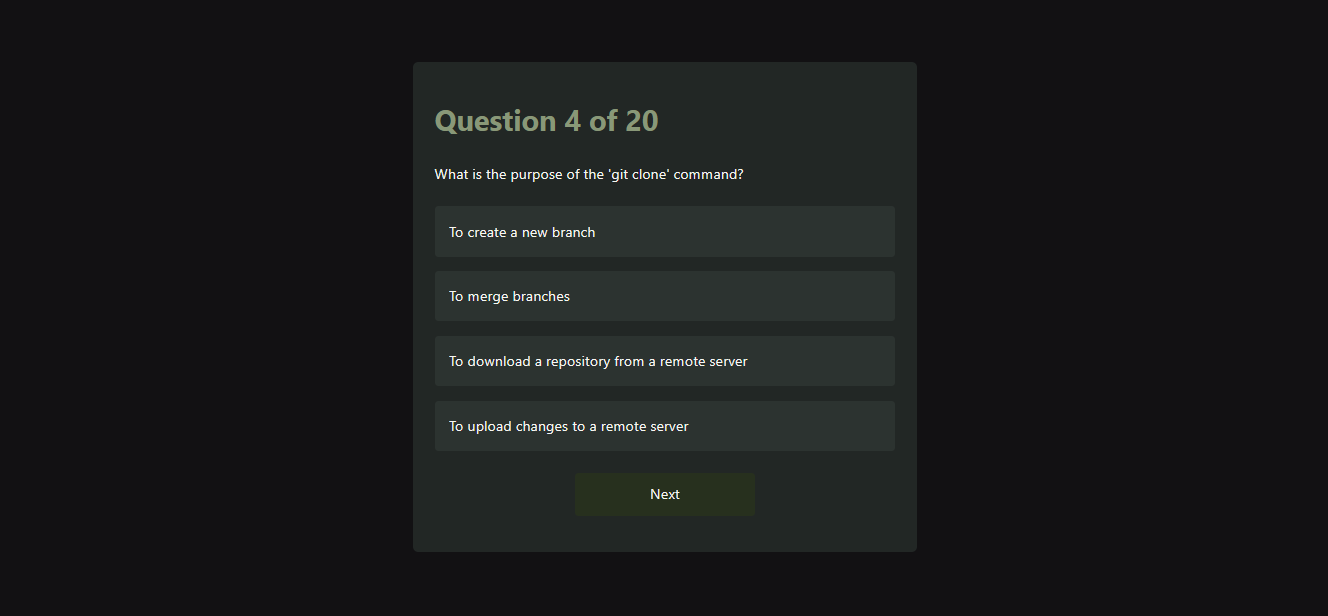 Question 4 of 20
What is the purpose of the 'git clone' command?
To create a new branch
To merge branches
To download a repository from a remote server
To upload changes to a remote server
Next